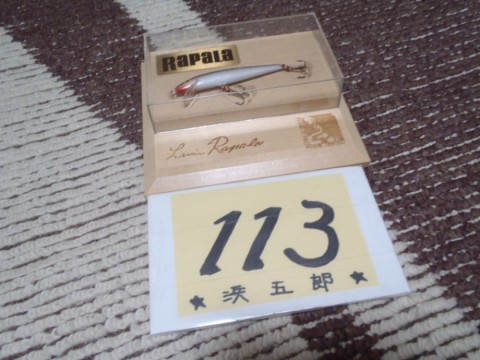 RAPALA
Lauri Rapala
113
★ 浜五郎 ★